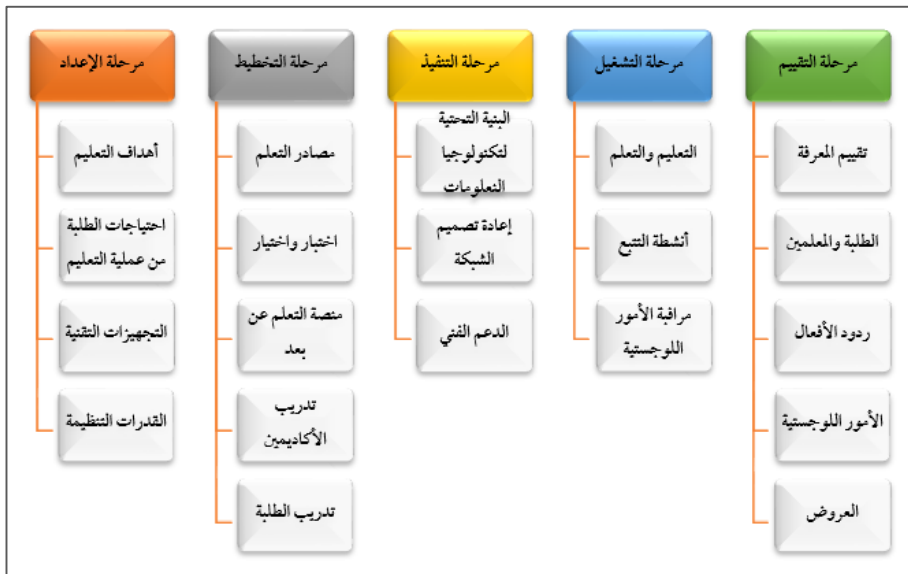 مرحلة الإعداد
أهداف التعليم
احتياجات الطلبة
من عملية التعليم
التجهيزات التقنية
القدرات التنظيمة
مرحلة التخطيط
مصادر التعلم
اختبار واختيار
منصة التعلم عن
بعد
تدريب
الأكاديمين
تدريب الطلبة
مرحلة التنفيذ
البنية التحتية
لتكنولوجيا
النعلومات
إعادة تصميم
الشبكة
الدعم الفني
مرحلة التشغيل
التعليم والتعلم
أنشطة التتبع
مراقبة الأمور
اللوجستية
مرحلة التقييم
تقييم المعرفة
الطلبة والمعلمين
ردود الأفعال
الأمور اللوجستية
العروض